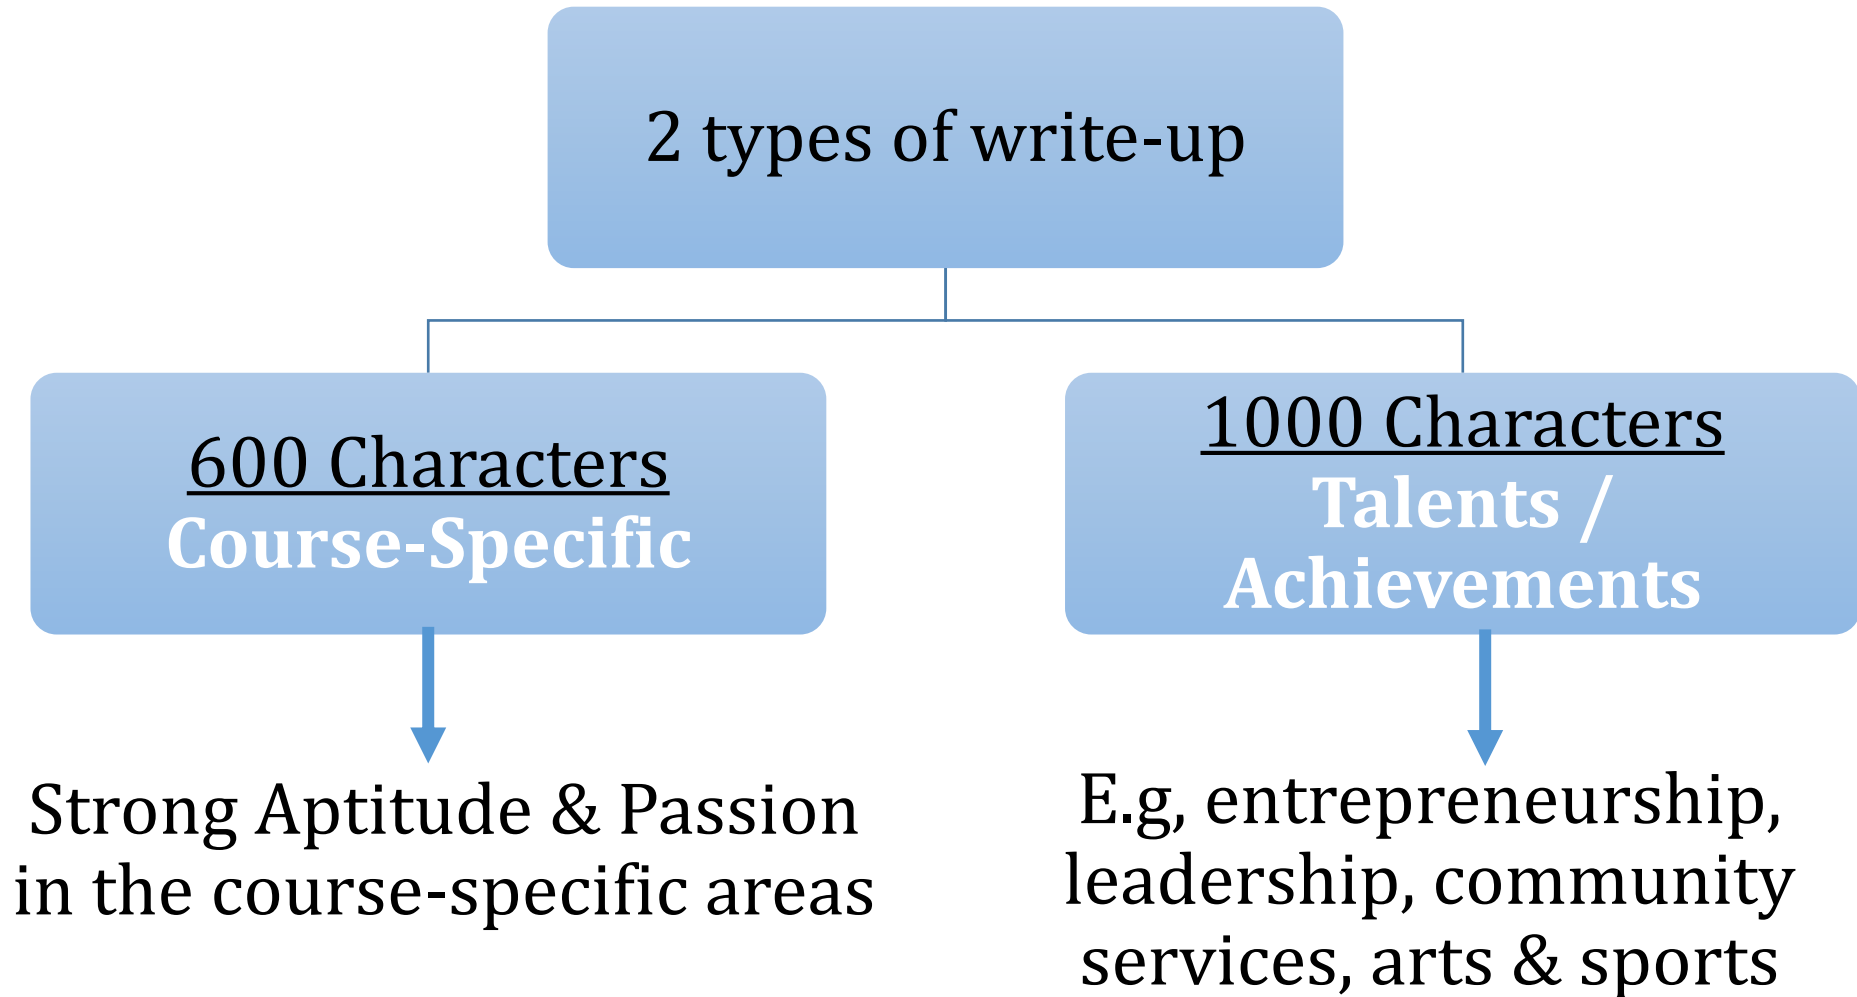 2 types of write-up
600 Characters
Course-Specific
1000 Characters
Talents /
Achievements
Strong Aptitude & Passion
in the course-specific areas
E.g, entrepreneurship,
leadership, community
services, arts & sports